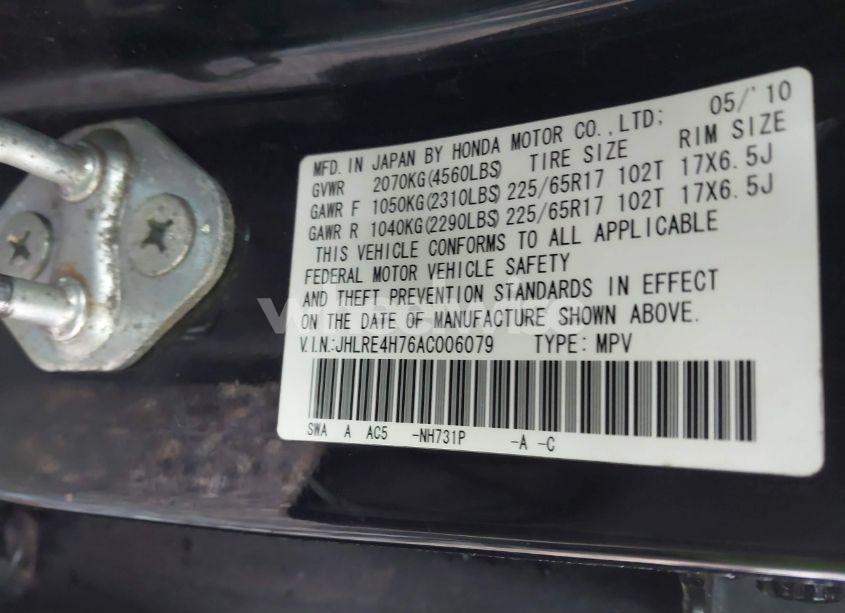 MFD. IN JAPAN BY HONDA MOTOR CO.,LTD; 05/'10
GVWR 2070KG(4560LBS) TIRE SIZE RIM SIZE
GAWR F 1050KG(2310LBS) 225/65R17 102T 17X6.5J
GAWR R 1040KG(2290LBS) 225/65R17 102T 17X6.5J
THIS VEHICLE CONFORMS TO ALL APPLICABLE
FEDERAL MOTOR VEHICLE SAFETY
AND THEFT PREVENTION STANDARDS IN EFFECT
ON THE DATE OF MANUFACTURE SHOWN ABOVE.
V.I.N.:JHLRE4H76AC006079 TYPE: MPV
SWA A AC5 -NH731P -A -C